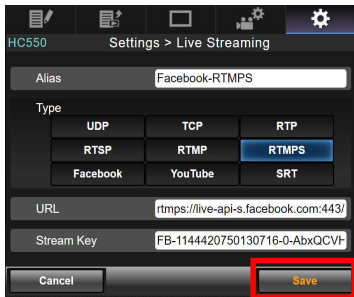 HC550 Settings > Live Streaming
Alias Facebook-RTMPS
Type
UDP TCP RTP
RTSP RTMP RTMPS
Facebook YouTube SRT
URL rtmps://live-api-s.facebook.com:443/
Stream Key FB-1144420750130716-0-AbxQCVH
Cancel Save